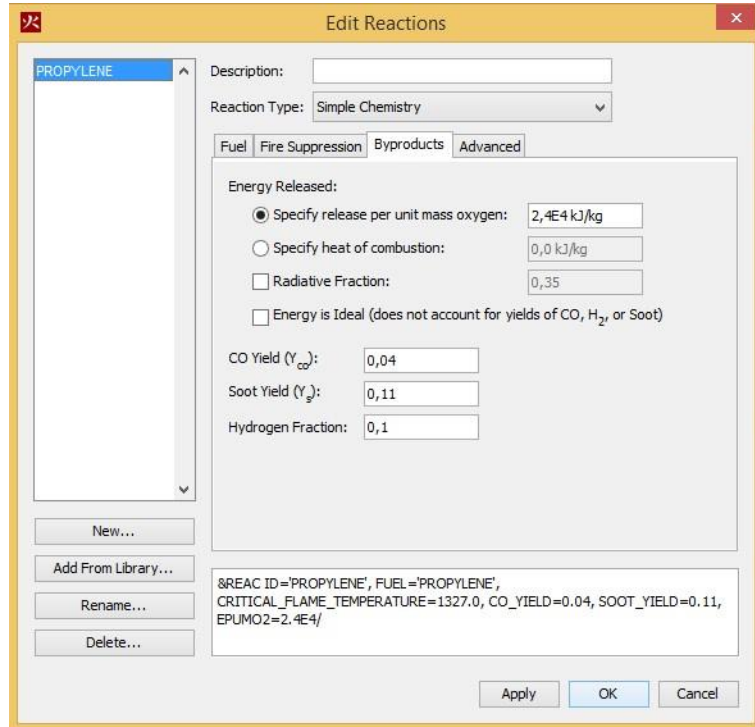 火
Edit Reactions
x
PROPYLENE
Description:
Reaction Type: Simple Chemistry
Fuel Fire Suppression Byproducts Advanced
Energy Released:
Specify release per unit mass oxygen: 2,4E4 kJ/kg
Specify heat of combustion: 0,0 kJ/kg
Radiative Fraction: 0,35
Energy is Ideal (does not account for yields of CO, H₂, or Soot)
CO Yield (Y_co): 0,04
Soot Yield (Y_s): 0,11
Hydrogen Fraction: 0,1
New...
Add From Library...
Rename...
Delete...
&REAC ID='PROPYLENE', FUEL='PROPYLENE',
CRITICAL_FLAME_TEMPERATURE=1327.0, CO_YIELD=0.04, SOOT_YIELD=0.11,
EPUMO2=2.4E4/
Apply OK Cancel